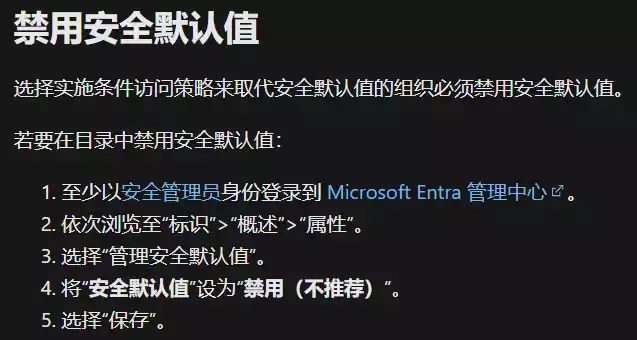 禁用安全默认值
选择实施条件访问策略来取代安全默认值的组织必须禁用安全默认值。
若要在目录中禁用安全默认值：
1. 至少以安全管理员身份登录到 Microsoft Entra 管理中心。
2. 依次浏览至“标识”>“概述”>“属性”。
3. 选择“管理安全默认值”。
4. 将“安全默认值”设为“禁用（不推荐）”。
5. 选择“保存”。